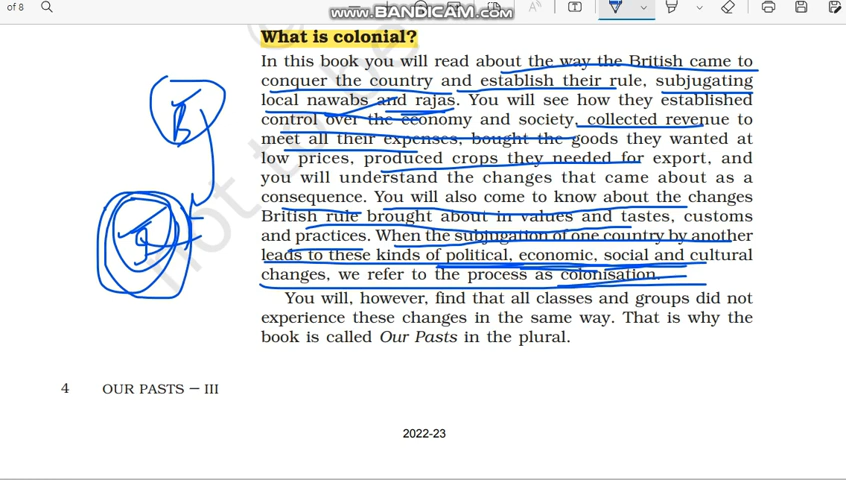 of 8
www.BANDICAM.com
What is colonial?
In this book you will read about the way the British came to
conquer the country and establish their rule, subjugating
local nawabs and rajas. You will see how they established
control over the economy and society, collected revenue to
meet all their expenses, bought the goods they wanted at
low prices, produced crops they needed for export, and
you will understand the changes that came about as a
consequence. You will also come to know about the changes
British rule brought about in values and tastes, customs
and practices. When the subjugation of one country by another
leads to these kinds of political, economic, social and cultural
changes, we refer to the process as colonisation.
You will, however, find that all classes and groups did not
experience these changes in the same way. That is why the
book is called Our Pasts in the plural.
B
not to be
4 OUR PASTS – III
2022-23